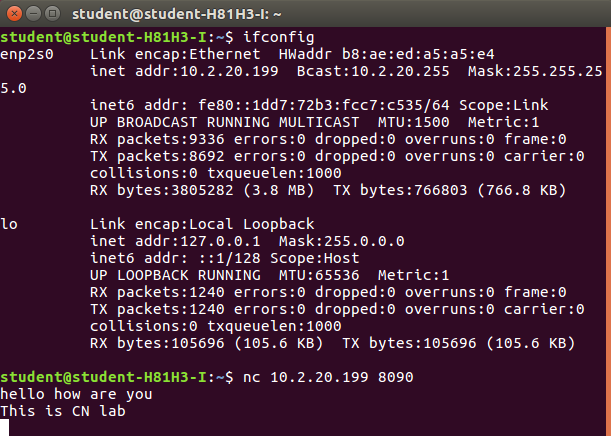 student@student-H81H3-I: ~
student@student-H81H3-I:~$ ifconfig
enp2s0    Link encap:Ethernet  HWaddr b8:ae:ed:a5:a5:e4
          inet addr:10.2.20.199  Bcast:10.2.20.255  Mask:255.255.25
5.0
          inet6 addr: fe80::1dd7:72b3:fcc7:c535/64 Scope:Link
          UP BROADCAST RUNNING MULTICAST  MTU:1500  Metric:1
          RX packets:9336 errors:0 dropped:0 overruns:0 frame:0
          TX packets:8692 errors:0 dropped:0 overruns:0 carrier:0
          collisions:0 txqueuelen:1000
          RX bytes:3805282 (3.8 MB)  TX bytes:766803 (766.8 KB)
lo        Link encap:Local Loopback
          inet addr:127.0.0.1  Mask:255.0.0.0
          inet6 addr: ::1/128 Scope:Host
          UP LOOPBACK RUNNING  MTU:65536  Metric:1
          RX packets:1240 errors:0 dropped:0 overruns:0 frame:0
          TX packets:1240 errors:0 dropped:0 overruns:0 carrier:0
          collisions:0 txqueuelen:1000
          RX bytes:105696 (105.6 KB)  TX bytes:105696 (105.6 KB)
student@student-H81H3-I:~$ nc 10.2.20.199 8090
hello how are you
This is CN lab